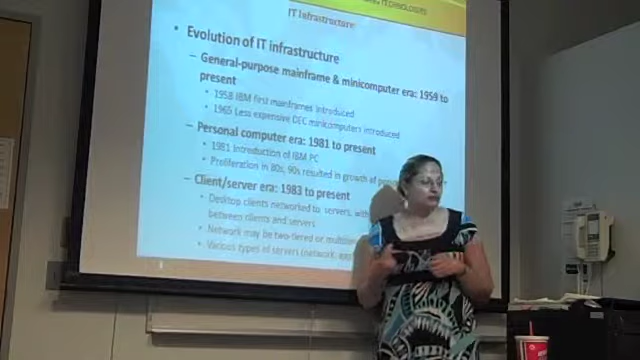 IT Infrastructure
• Evolution of IT infrastructure
– General-purpose mainframe & minicomputer era: 1959 to
present
• 1958 IBM first mainframes introduced
• 1965 Less expensive DEC minicomputers introduced
– Personal computer era: 1981 to present
• 1981 Introduction of IBM PC
• Proliferation in 80s, 90s resulted in growth of
– Client/server era: 1983 to present
• Desktop clients networked to servers, with
between clients and servers
• Network may be two-tiered or
• Various types of servers (network,